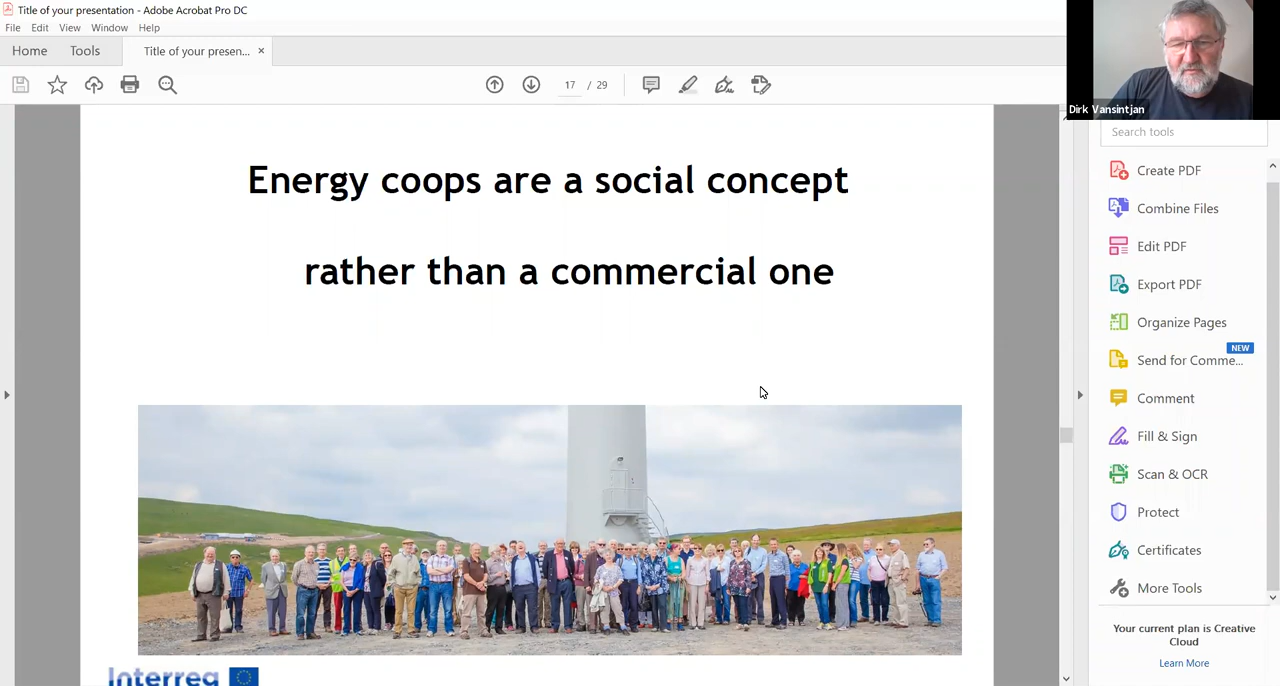 Title of your presentation - Adobe Acrobat Pro DC
File Edit View Window Help
Home Tools Title of your presen... ×
17 / 29
Dirk Vansintjan
Search tools
Energy coops are a social concept
rather than a commercial one
Create PDF
Combine Files
Edit PDF
Export PDF
Organize Pages
NEW
Send for Comme...
Comment
Fill & Sign
Scan & OCR
Protect
Certificates
More Tools
Your current plan is Creative
Cloud
Learn More
Interreg